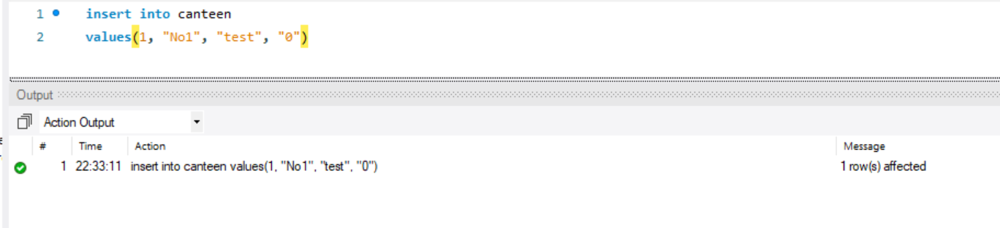 1 insert into canteen
2 values(1, "No1", "test", "0")
Output
Action Output
# Time Action Message
1 22:33:11 insert into canteen values(1, "No1", "test", "0") 1 row(s) affected